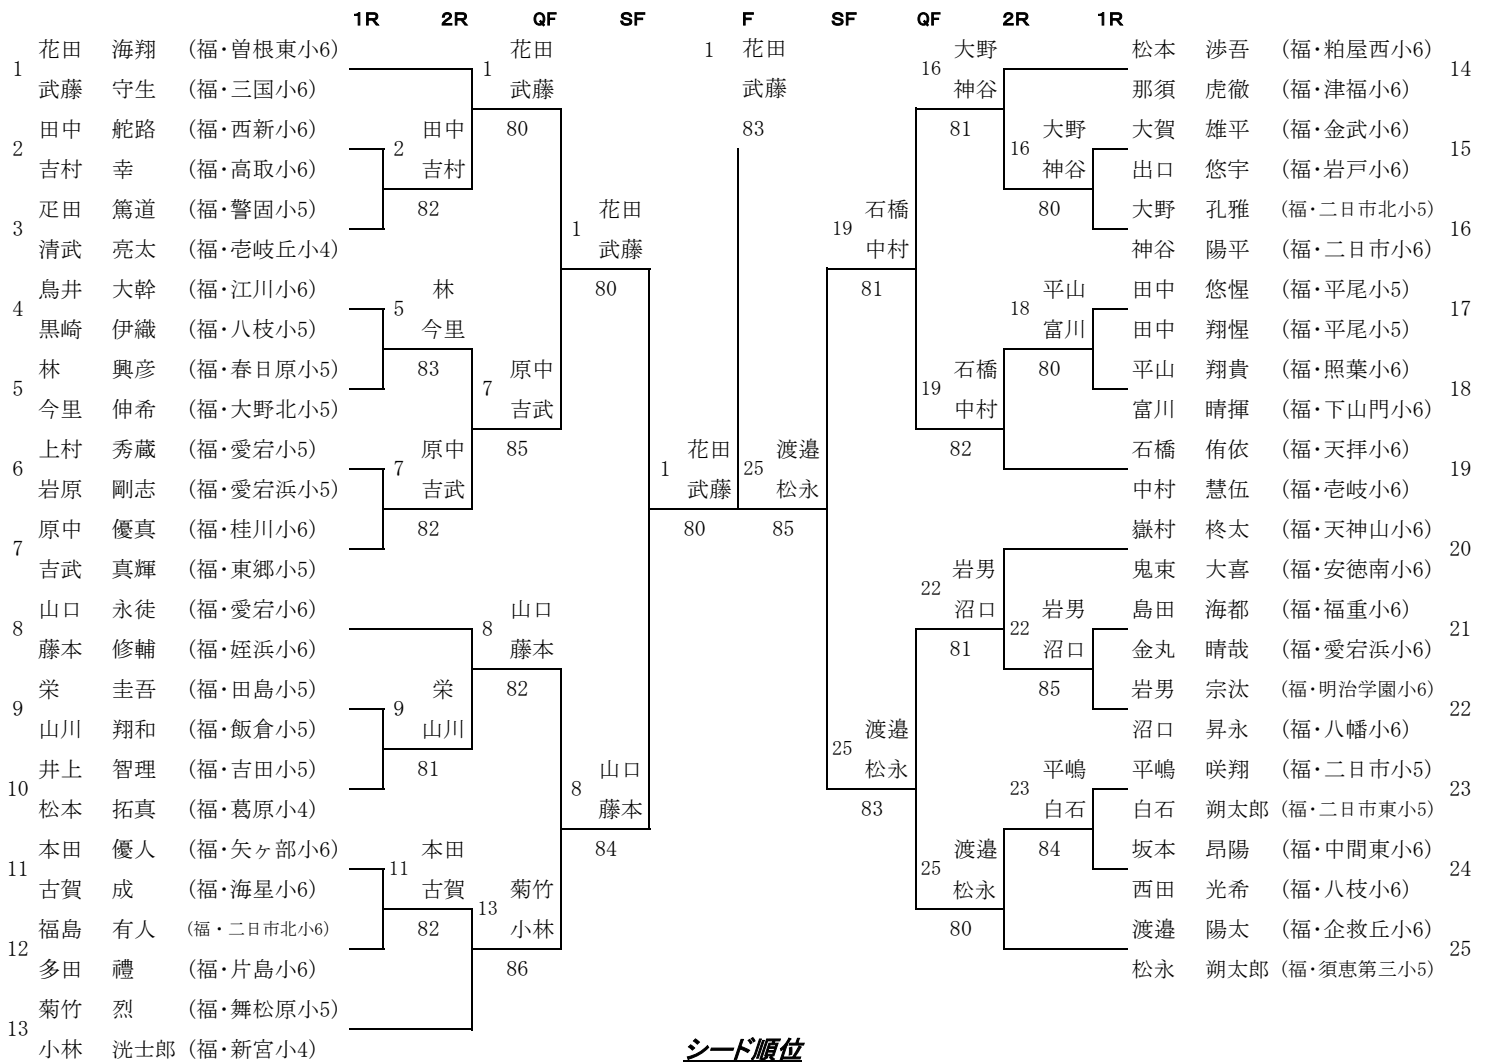 1R 2R QF SF F SF QF 2R 1R
花田 海翔 (福・曽根東小6) 花田 1 花田 大野 松本 渉吾 (福・粕屋西小6)
1 1 16 14
武藤 守生 (福・三国小6) 武藤 武藤 神谷 那須 虎徹 (福・津福小6)
田中 舵路 (福・西新小6) 田中 80 83 81 大野 大賀 雄平 (福・金武小6)
2 2 16 15
吉村 幸 (福・高取小6) 吉村 神谷 出口 悠宇 (福・岩戸小6)
疋田 篤道 (福・警固小5) 82 花田 石橋 80 大野 孔雅 (福・二日市北小5)
3 1 19 16
清武 亮太 (福・壱岐丘小4) 武藤 中村 神谷 陽平 (福・二日市小6)
鳥井 大幹 (福・江川小6) 林 80 81 平山 田中 悠惺 (福・平尾小5)
4 5 18 17
黒崎 伊織 (福・八枝小5) 今里 富川 田中 翔惺 (福・平尾小5)
林 興彦 (福・春日原小5) 83 原中 石橋 80 平山 翔貴 (福・照葉小6)
5 7 19 18
今里 伸希 (福・大野北小5) 吉武 中村 富川 晴揮 (福・下山門小6)
上村 秀蔵 (福・愛宕小5) 原中 85 花田 渡邉 82 石橋 侑依 (福・天拝小6)
6 7 1 25 19
岩原 剛志 (福・愛宕浜小5) 吉武 武藤 松永 中村 慧伍 (福・壱岐小6)
原中 優真 (福・桂川小6) 82 80 85 嶽村 柊太 (福・天神山小6)
7 20
吉武 真輝 (福・東郷小5) 岩男 鬼束 大喜 (福・安徳南小6)
22
山口 永徒 (福・愛宕小6) 山口 沼口 岩男 島田 海都 (福・福重小6)
8 8 22 21
藤本 修輔 (福・姪浜小6) 藤本 81 沼口 金丸 晴哉 (福・愛宕浜小6)
栄 圭吾 (福・田島小5) 栄 82 85 岩男 宗汰 (福・明治学園小6)
9 9 22
山川 翔和 (福・飯倉小5) 山川 渡邉 沼口 昇永 (福・八幡小6)
25
井上 智理 (福・吉田小5) 81 山口 松永 平嶋 平嶋 咲翔 (福・二日市小5)
10 8 23 23
松本 拓真 (福・葛原小4) 藤本 83 白石 白石 朔太郎 (福・二日市東小5)
本田 優人 (福・矢ヶ部小6) 本田 84 渡邉 84 坂本 昂陽 (福・中間東小6)
11 11 25 24
古賀 成 (福・海星小6) 古賀 菊竹 松永 西田 光希 (福・八枝小6)
13
福島 有人 (福・二日市北小6) 82 小林 80 渡邉 陽太 (福・企救丘小6)
12 25
多田 禮 (福・片島小6) 86 松永 朔太郎 (福・須恵第三小5)
菊竹 烈 (福・舞松原小5)
13
小林 洸士郎 (福・新宮小4) シード順位